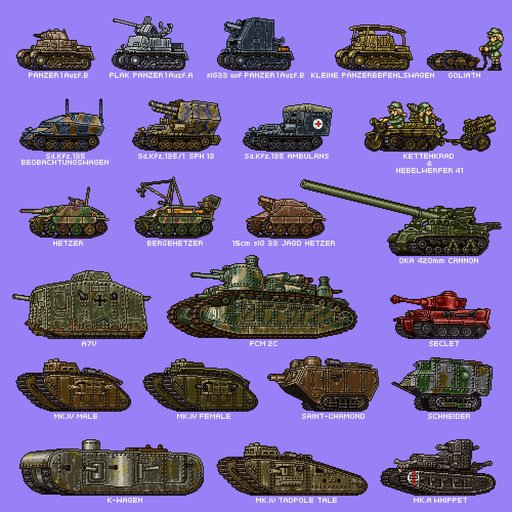 PANZER1Ausf.B
FLAK PANZER1Ausf.A
sIG33 auf PANZER1Ausf.B
KLEINE PANZERBEFEHLSWAGEN
GOLIATH
Sd.Kfz.135
BEOBACHTUNGSWAGEN
Sd.Kfz.135/1 SFH 13
Sd.Kfz.135 AMBULANS
KETTENKRAD
&
NEBELWERFER 41
HETZER
BERGEHETZER
15cm sIG 33 JAGD HETZER
OKA 420mm CANNON
A7V
FCM 2C
SECLET
MK.IV MALE
MK.IV FEMALE
SAINT-CHAMOND
SCHNEIDER
K-WAGEN
MK.IV TADPOLE TALE
MK.A WHIPPET